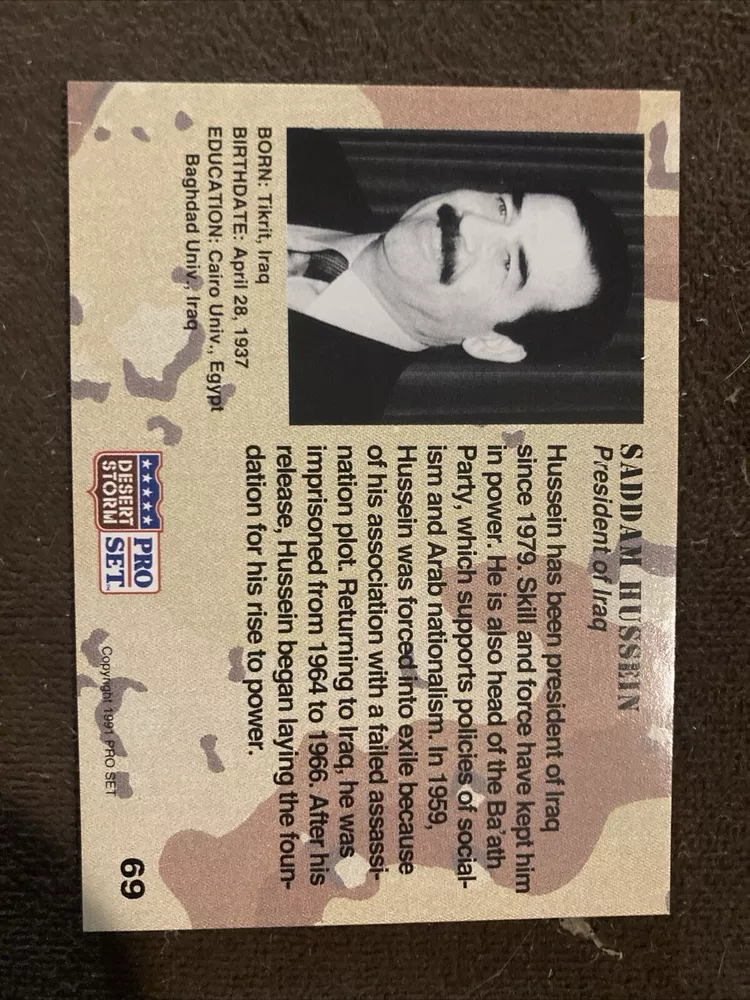 SADDAM HUSSEIN
President of Iraq
Hussein has been president of Iraq
since 1979. Skill and force have kept him
in power. He is also head of the Ba'ath
Party, which supports policies of social-
ism and Arab nationalism. In 1959,
Hussein was forced into exile because
of his association with a failed assassi-
nation plot. Returning to Iraq, he was
imprisoned from 1964 to 1966. After his
release, Hussein began laying the foun-
dation for his rise to power.
BORN: Tikrit, Iraq
BIRTHDATE: April 28, 1937
EDUCATION: Cairo Univ., Egypt
Baghdad Univ., Iraq
DESERT
STORM
PRO
SET™
Copyright 1991 PRO SET
69